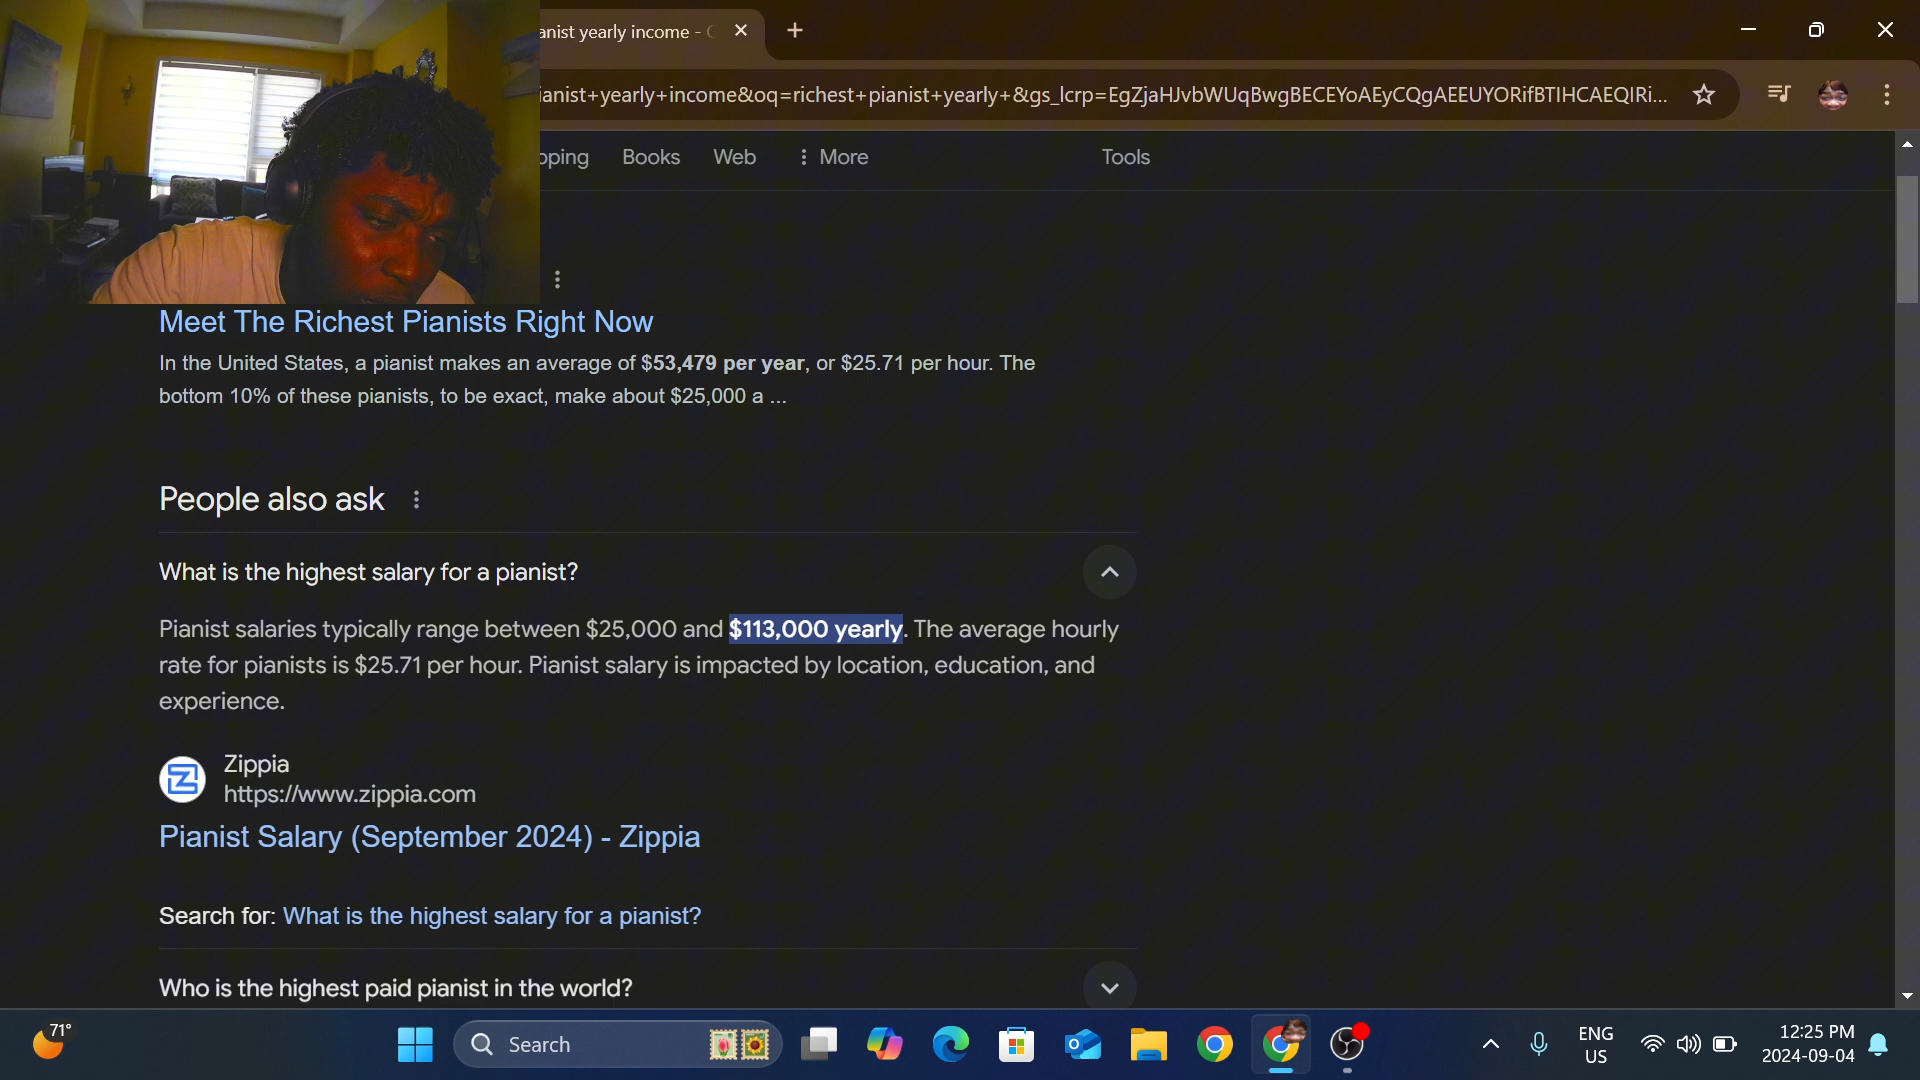 anist yearly income -
ianist+yearly+income&oq=richest+pianist+yearly+&gs_lcrp=EgZjaHJvbWUqBwgBECEYoAEyCQgAEEUYORifBTIHCAEQIRi...
pping Books Web More Tools
Meet The Richest Pianists Right Now
In the United States, a pianist makes an average of $53,479 per year, or $25.71 per hour. The
bottom 10% of these pianists, to be exact, make about $25,000 a ...
People also ask
What is the highest salary for a pianist?
Pianist salaries typically range between $25,000 and $113,000 yearly. The average hourly
rate for pianists is $25.71 per hour. Pianist salary is impacted by location, education, and
experience.
Zippia
https://www.zippia.com
Pianist Salary (September 2024) - Zippia
Search for: What is the highest salary for a pianist?
Who is the highest paid pianist in the world?
71°
Search
ENG
US
12:25 PM
2024-09-04